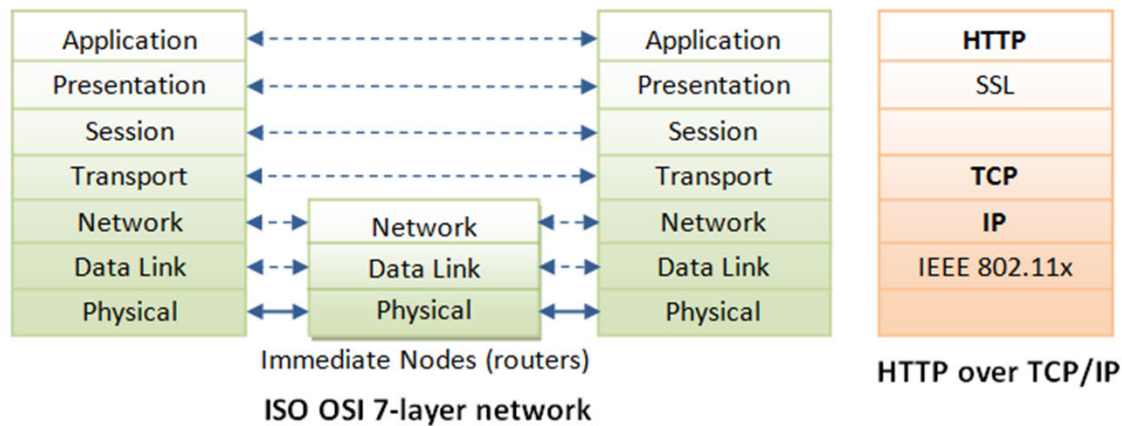 Application
Presentation
Session
Transport
Network
Data Link
Physical
Network
Data Link
Physical
Immediate Nodes (routers)
Application
Presentation
Session
Transport
Network
Data Link
Physical
ISO OSI 7-layer network
HTTP
SSL
TCP
IP
IEEE 802.11x
HTTP over TCP/IP